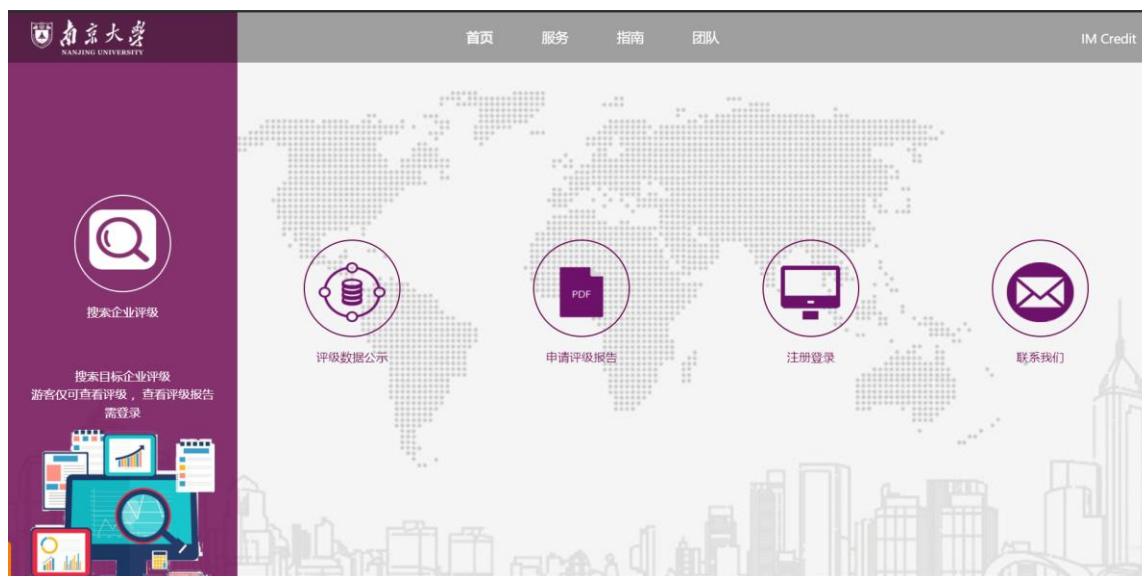 南京大学
NANJING UNIVERSITY
首页 服务 指南 团队
IM Credit
搜索企业评级
搜索目标企业评级
游客仅可查看评级，查看评级报告
需登录
评级数据公示
PDF
申请评级报告
注册登录
联系我们